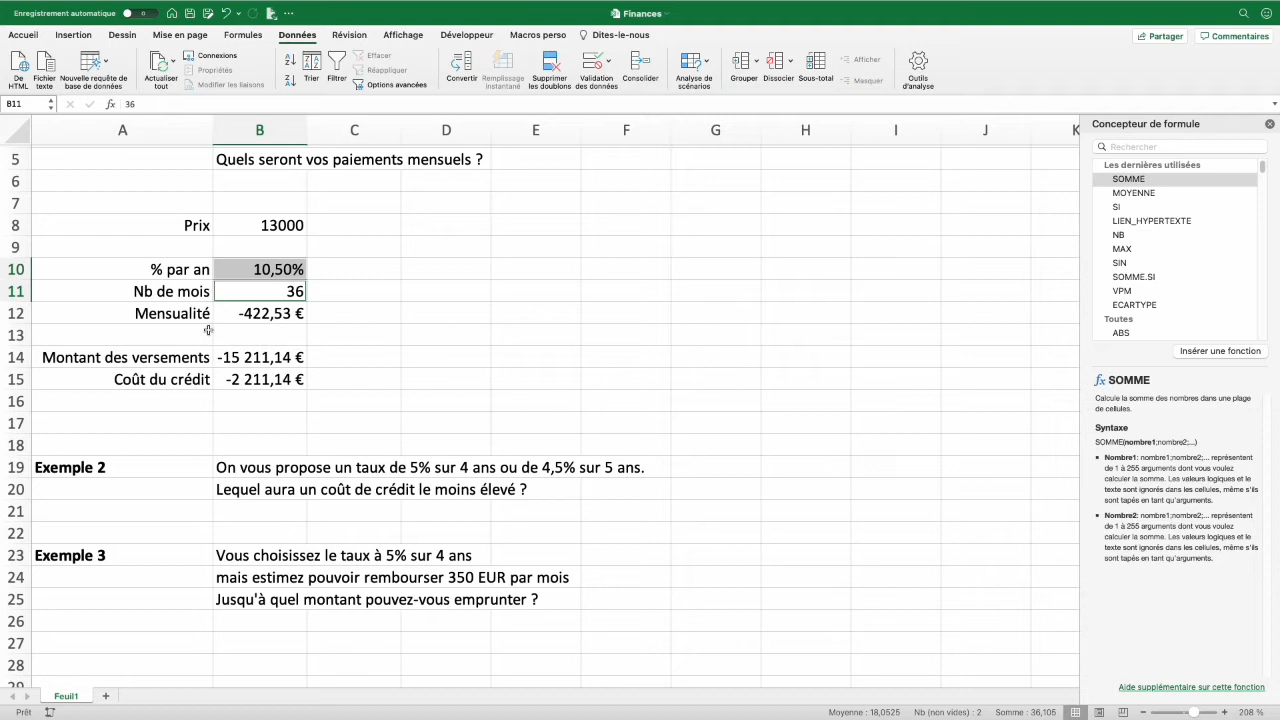 Enregistrement automatique
Finances
Accueil Insertion Dessin Mise en page Formules Données Révision Affichage Développeur Macros perso Dites-le-nous
Partager Commentaires
De HTML
Fichier texte
Nouvelle requête de base de données
Actualiser tout
Connexions
Propriétés
Modifier les liaisons
Trier
Filtrer
Effacer
Réappliquer
Options avancées
Convertir
Remplissage instantané
Supprimer les doublons
Validation des données
Consolider
Analyse de scénarios
Grouper
Dissocier
Sous-total
Afficher
Masquer
Outils d'analyse
B11 fx 36
A B C D E F G H I J K
5 Quels seront vos paiements mensuels ?
6
7
8 Prix 13000
9
10 % par an 10,50%
11 Nb de mois 36
12 Mensualité -422,53 €
13
14 Montant des versements -15 211,14 €
15 Coût du crédit -2 211,14 €
16
17
18
19 Exemple 2 On vous propose un taux de 5% sur 4 ans ou de 4,5% sur 5 ans.
20 Lequel aura un coût de crédit le moins élevé ?
21
22
23 Exemple 3 Vous choisissez le taux à 5% sur 4 ans
24 mais estimez pouvoir rembourser 350 EUR par mois
25 Jusqu'à quel montant pouvez-vous emprunter ?
26
27
28
29
Concepteur de formule
Rechercher
Les dernières utilisées
SOMME
MOYENNE
SI
LIEN_HYPERTEXTE
NB
MAX
SIN
SOMME.SI
VPM
ECARTYPE
Toutes
ABS
Insérer une fonction
fx SOMME
Calcule la somme des nombres dans une plage
de cellules.
Syntaxe
SOMME(nombre1;nombre2;...)
Nombre1: nombre1;nombre2;... représentent
de 1 à 255 arguments dont vous voulez
calculer la somme. Les valeurs logiques et le
texte sont ignorés dans les cellules, même s'ils
sont tapés en tant qu'arguments.
Nombre2: nombre1;nombre2;... représentent
de 1 à 255 arguments dont vous voulez
calculer la somme. Les valeurs logiques et le
texte sont ignorés dans les cellules, même s'ils
sont tapés en tant qu'arguments.
Aide supplémentaire sur cette fonction
Feuil1
Prêt
Moyenne : 18,0525 Nb (non vides) : 2 Somme : 36,105
208 %